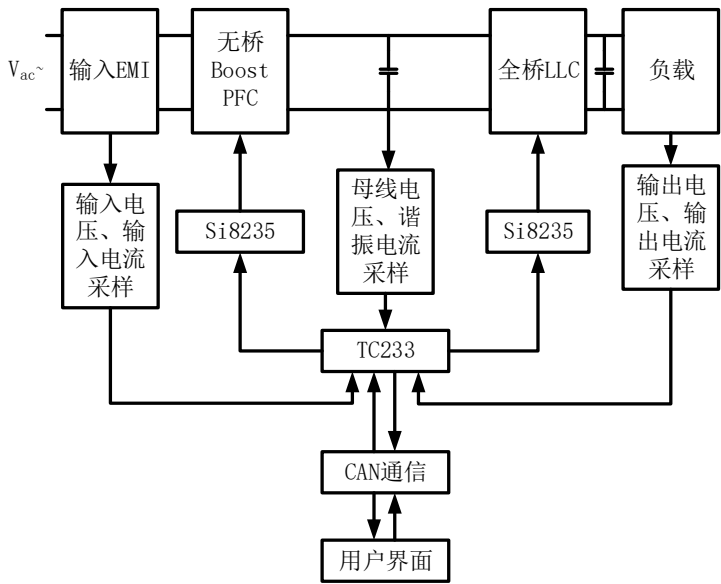 V_ac~
输入EMI
无桥
Boost
PFC
全桥LLC
负载
输入电
压、输
入电流
采样
Si8235
母线电
压、谐
振电流
采样
Si8235
输出电
压、输
出电流
采样
TC233
CAN通信
用户界面